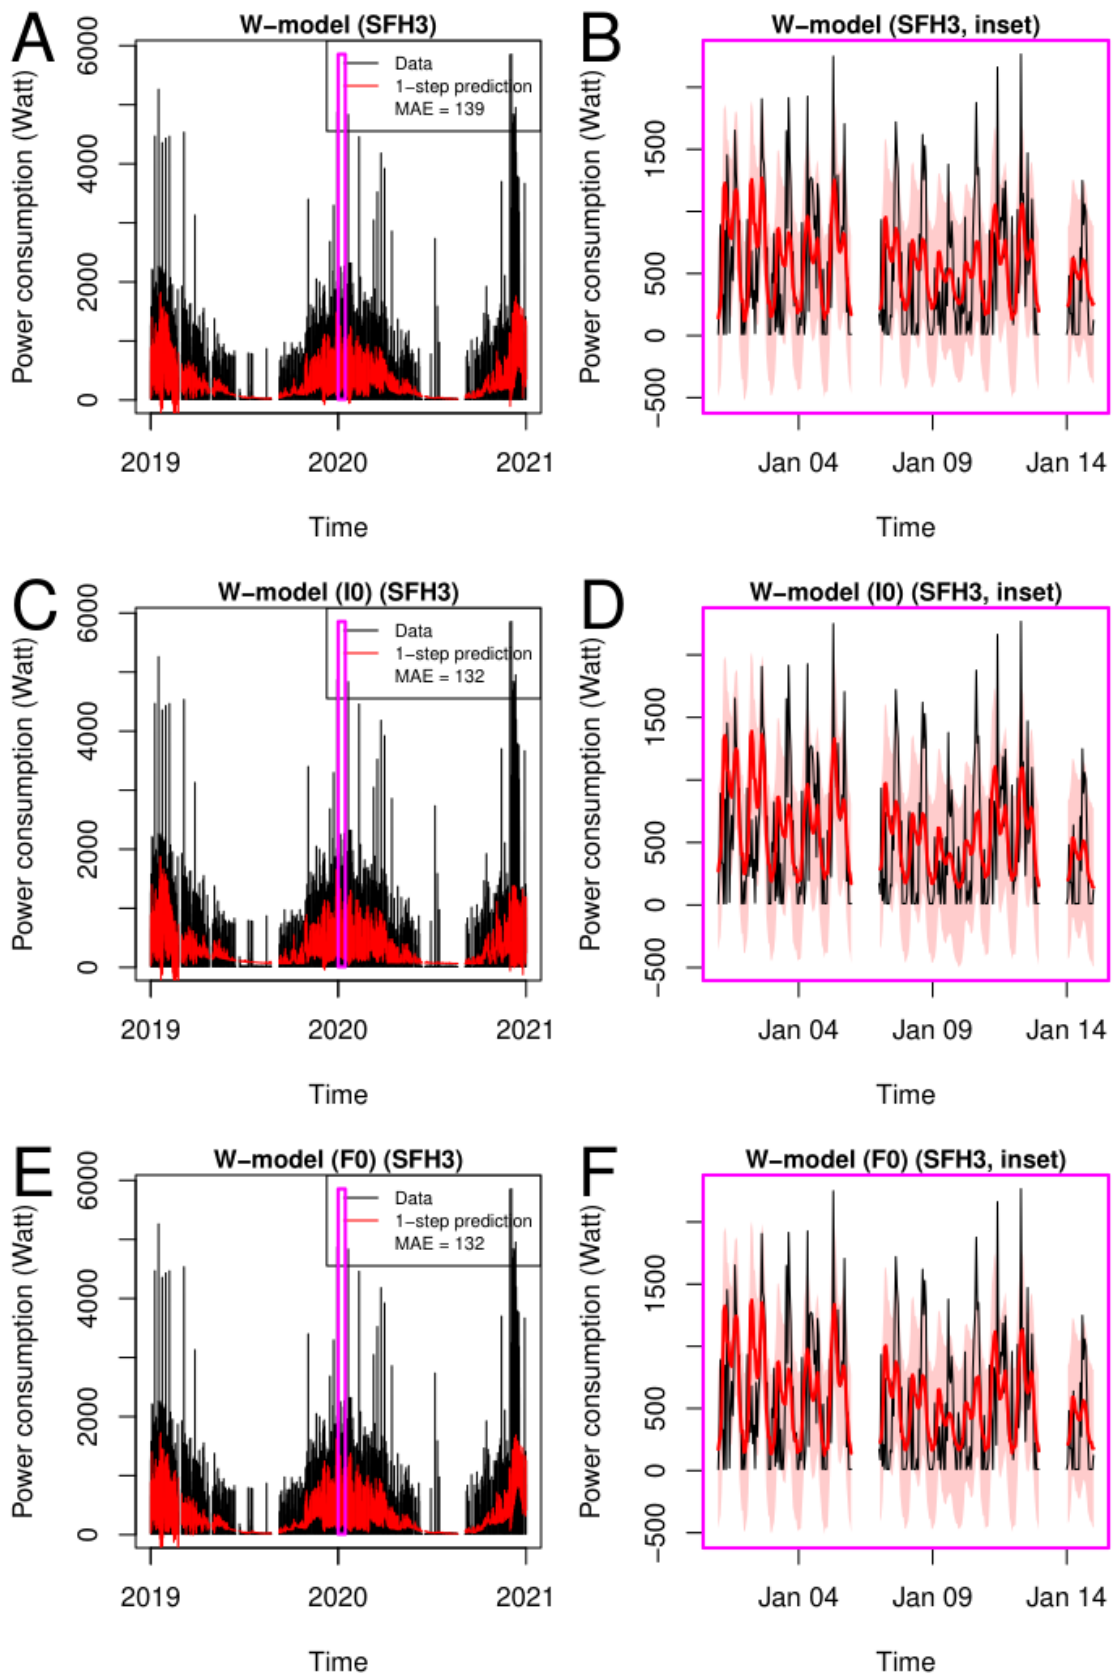 A
W−model (SFH3)
Power consumption (Watt)
6000
4000
2000
0
Data
1−step prediction
MAE = 139
2019
2020
2021
Time
B
W−model (SFH3, inset)
Power consumption (Watt)
1500
500
0
−500
Jan 04
Jan 09
Jan 14
Time
C
W−model (I0) (SFH3)
Power consumption (Watt)
6000
4000
2000
0
Data
1−step prediction
MAE = 132
2019
2020
2021
Time
D
W−model (I0) (SFH3, inset)
Power consumption (Watt)
1500
500
0
−500
Jan 04
Jan 09
Jan 14
Time
E
W−model (F0) (SFH3)
Power consumption (Watt)
6000
4000
2000
0
Data
1−step prediction
MAE = 132
2019
2020
2021
Time
F
W−model (F0) (SFH3, inset)
Power consumption (Watt)
1500
500
0
−500
Jan 04
Jan 09
Jan 14
Time